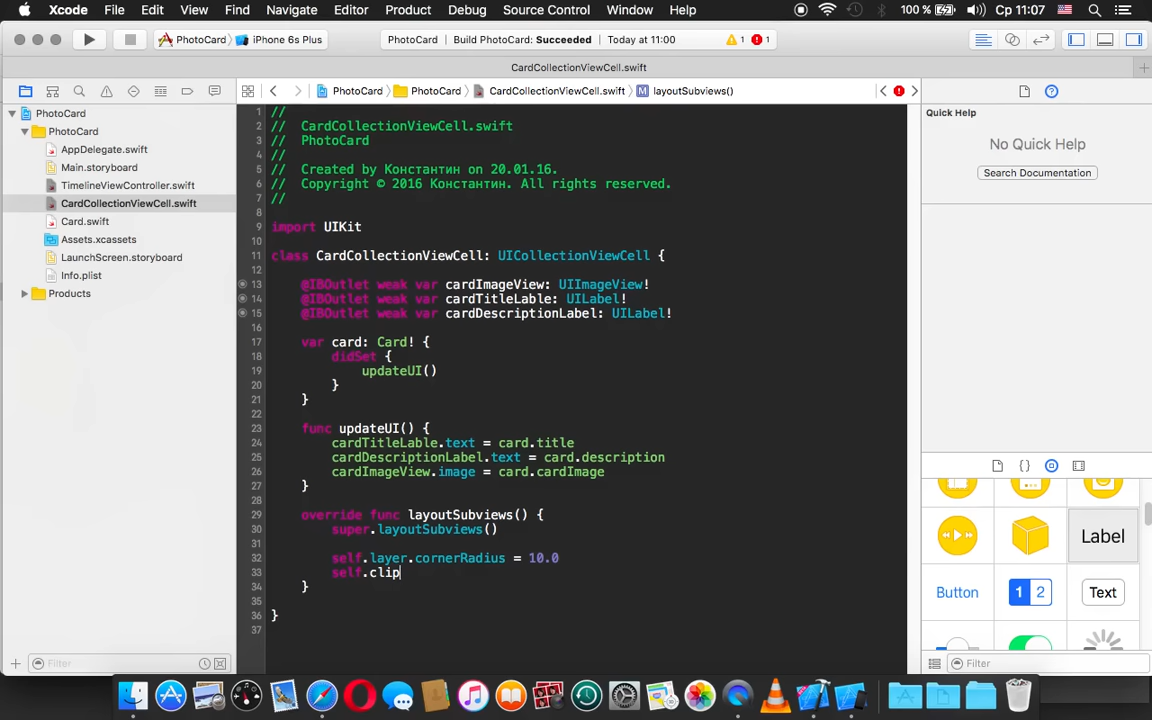 Xcode File Edit View Find Navigate Editor Product Debug Source Control Window Help 100 % Ср 11:07
PhotoCard iPhone 6s Plus PhotoCard Build PhotoCard: Succeeded Today at 11:00 1 1
CardCollectionViewCell.swift
PhotoCard PhotoCard CardCollectionViewCell.swift M layoutSubviews()
PhotoCard
PhotoCard
AppDelegate.swift
Main.storyboard
TimelineViewController.swift
CardCollectionViewCell.swift
Card.swift
Assets.xcassets
LaunchScreen.storyboard
Info.plist
Products
Filter
1 //
2 // CardCollectionViewCell.swift
3 // PhotoCard
4 //
5 // Created by Константин on 20.01.16.
6 // Copyright © 2016 Константин. All rights reserved.
7 //
8
9 import UIKit
10
11 class CardCollectionViewCell: UICollectionViewCell {
12
13 @IBOutlet weak var cardImageView: UIImageView!
14 @IBOutlet weak var cardTitleLable: UILabel!
15 @IBOutlet weak var cardDescriptionLabel: UILabel!
16
17 var card: Card! {
18 didSet {
19 updateUI()
20 }
21 }
22
23 func updateUI() {
24 cardTitleLable.text = card.title
25 cardDescriptionLabel.text = card.description
26 cardImageView.image = card.cardImage
27 }
28
29 override func layoutSubviews() {
30 super.layoutSubviews()
31
32 self.layer.cornerRadius = 10.0
33 self.clip
34 }
35
36 }
37
Quick Help
No Quick Help
Search Documentation
{ }
Label
Button 1 2 Text
Filter